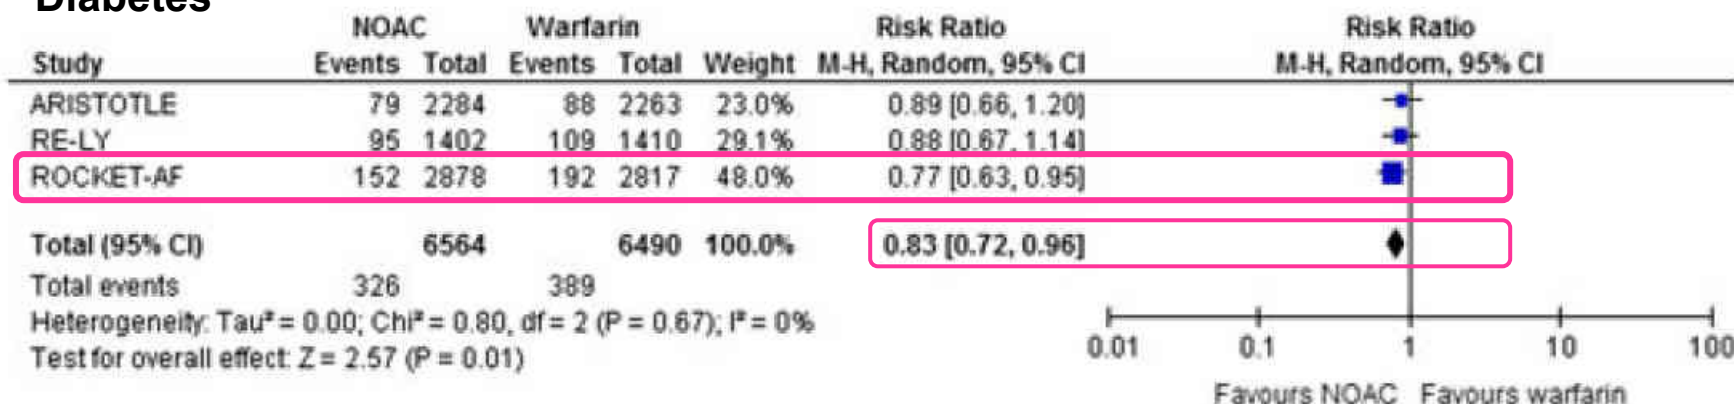 Diabetes
NOAC Warfarin Risk Ratio Risk Ratio
Study Events Total Events Total Weight M-H, Random, 95% CI M-H, Random, 95% CI
ARISTOTLE 79 2284 88 2263 23.0% 0.89 [0.66, 1.20]
RE-LY 95 1402 109 1410 29.1% 0.88 [0.67, 1.14]
ROCKET-AF 152 2878 192 2817 48.0% 0.77 [0.63, 0.95]
Total (95% CI) 6564 6490 100.0% 0.83 [0.72, 0.96]
Total events 326 389
Heterogeneity: Tau² = 0.00; Chi² = 0.80, df = 2 (P = 0.67); I² = 0%
Test for overall effect: Z = 2.57 (P = 0.01)
0.01 0.1 1 10 100
Favours NOAC Favours warfarin